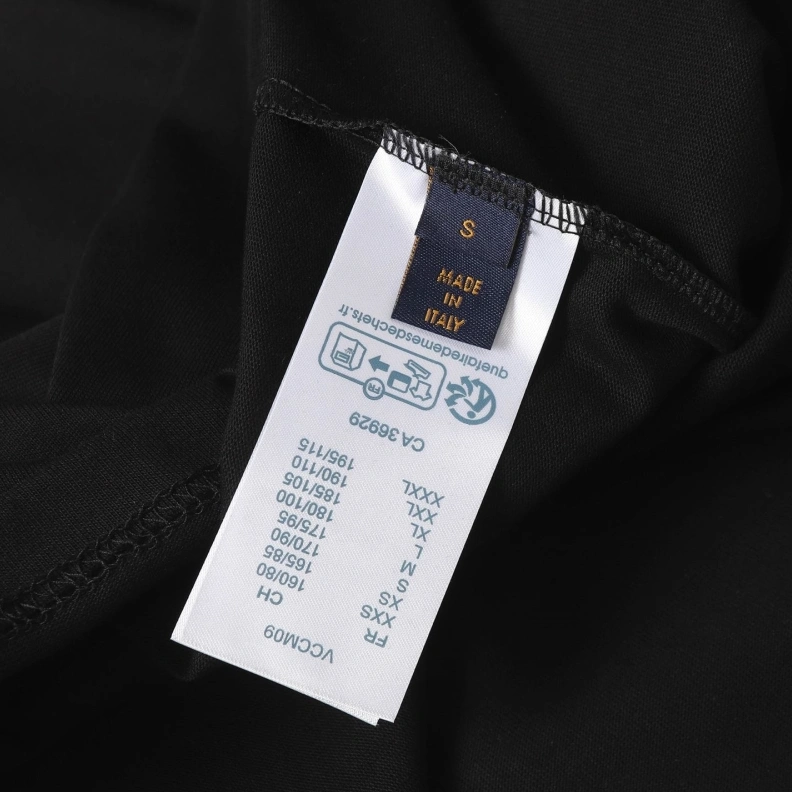 S
MADE
IN
ITALY
VCCM09
FR CH
XXS 160/80
XS 165/85
S 170/90
M 175/95
L 180/100
XL 185/105
XXL 190/110
XXXL 195/115
CA 36929
FR
quefairedemesdechets.fr